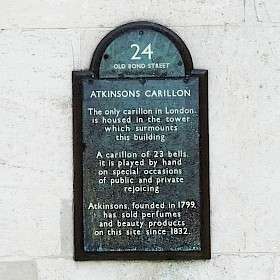 24
OLD BOND STREET
ATKINSONS CARILLON
The only carillon in London
is housed in the tower
which surmounts
this building
A carillon of 23 bells,
it is played by hand
on special occasions
of public and private
rejoicing
Atkinsons, founded in 1799,
has sold perfumes
and beauty products
on this site since 1832.